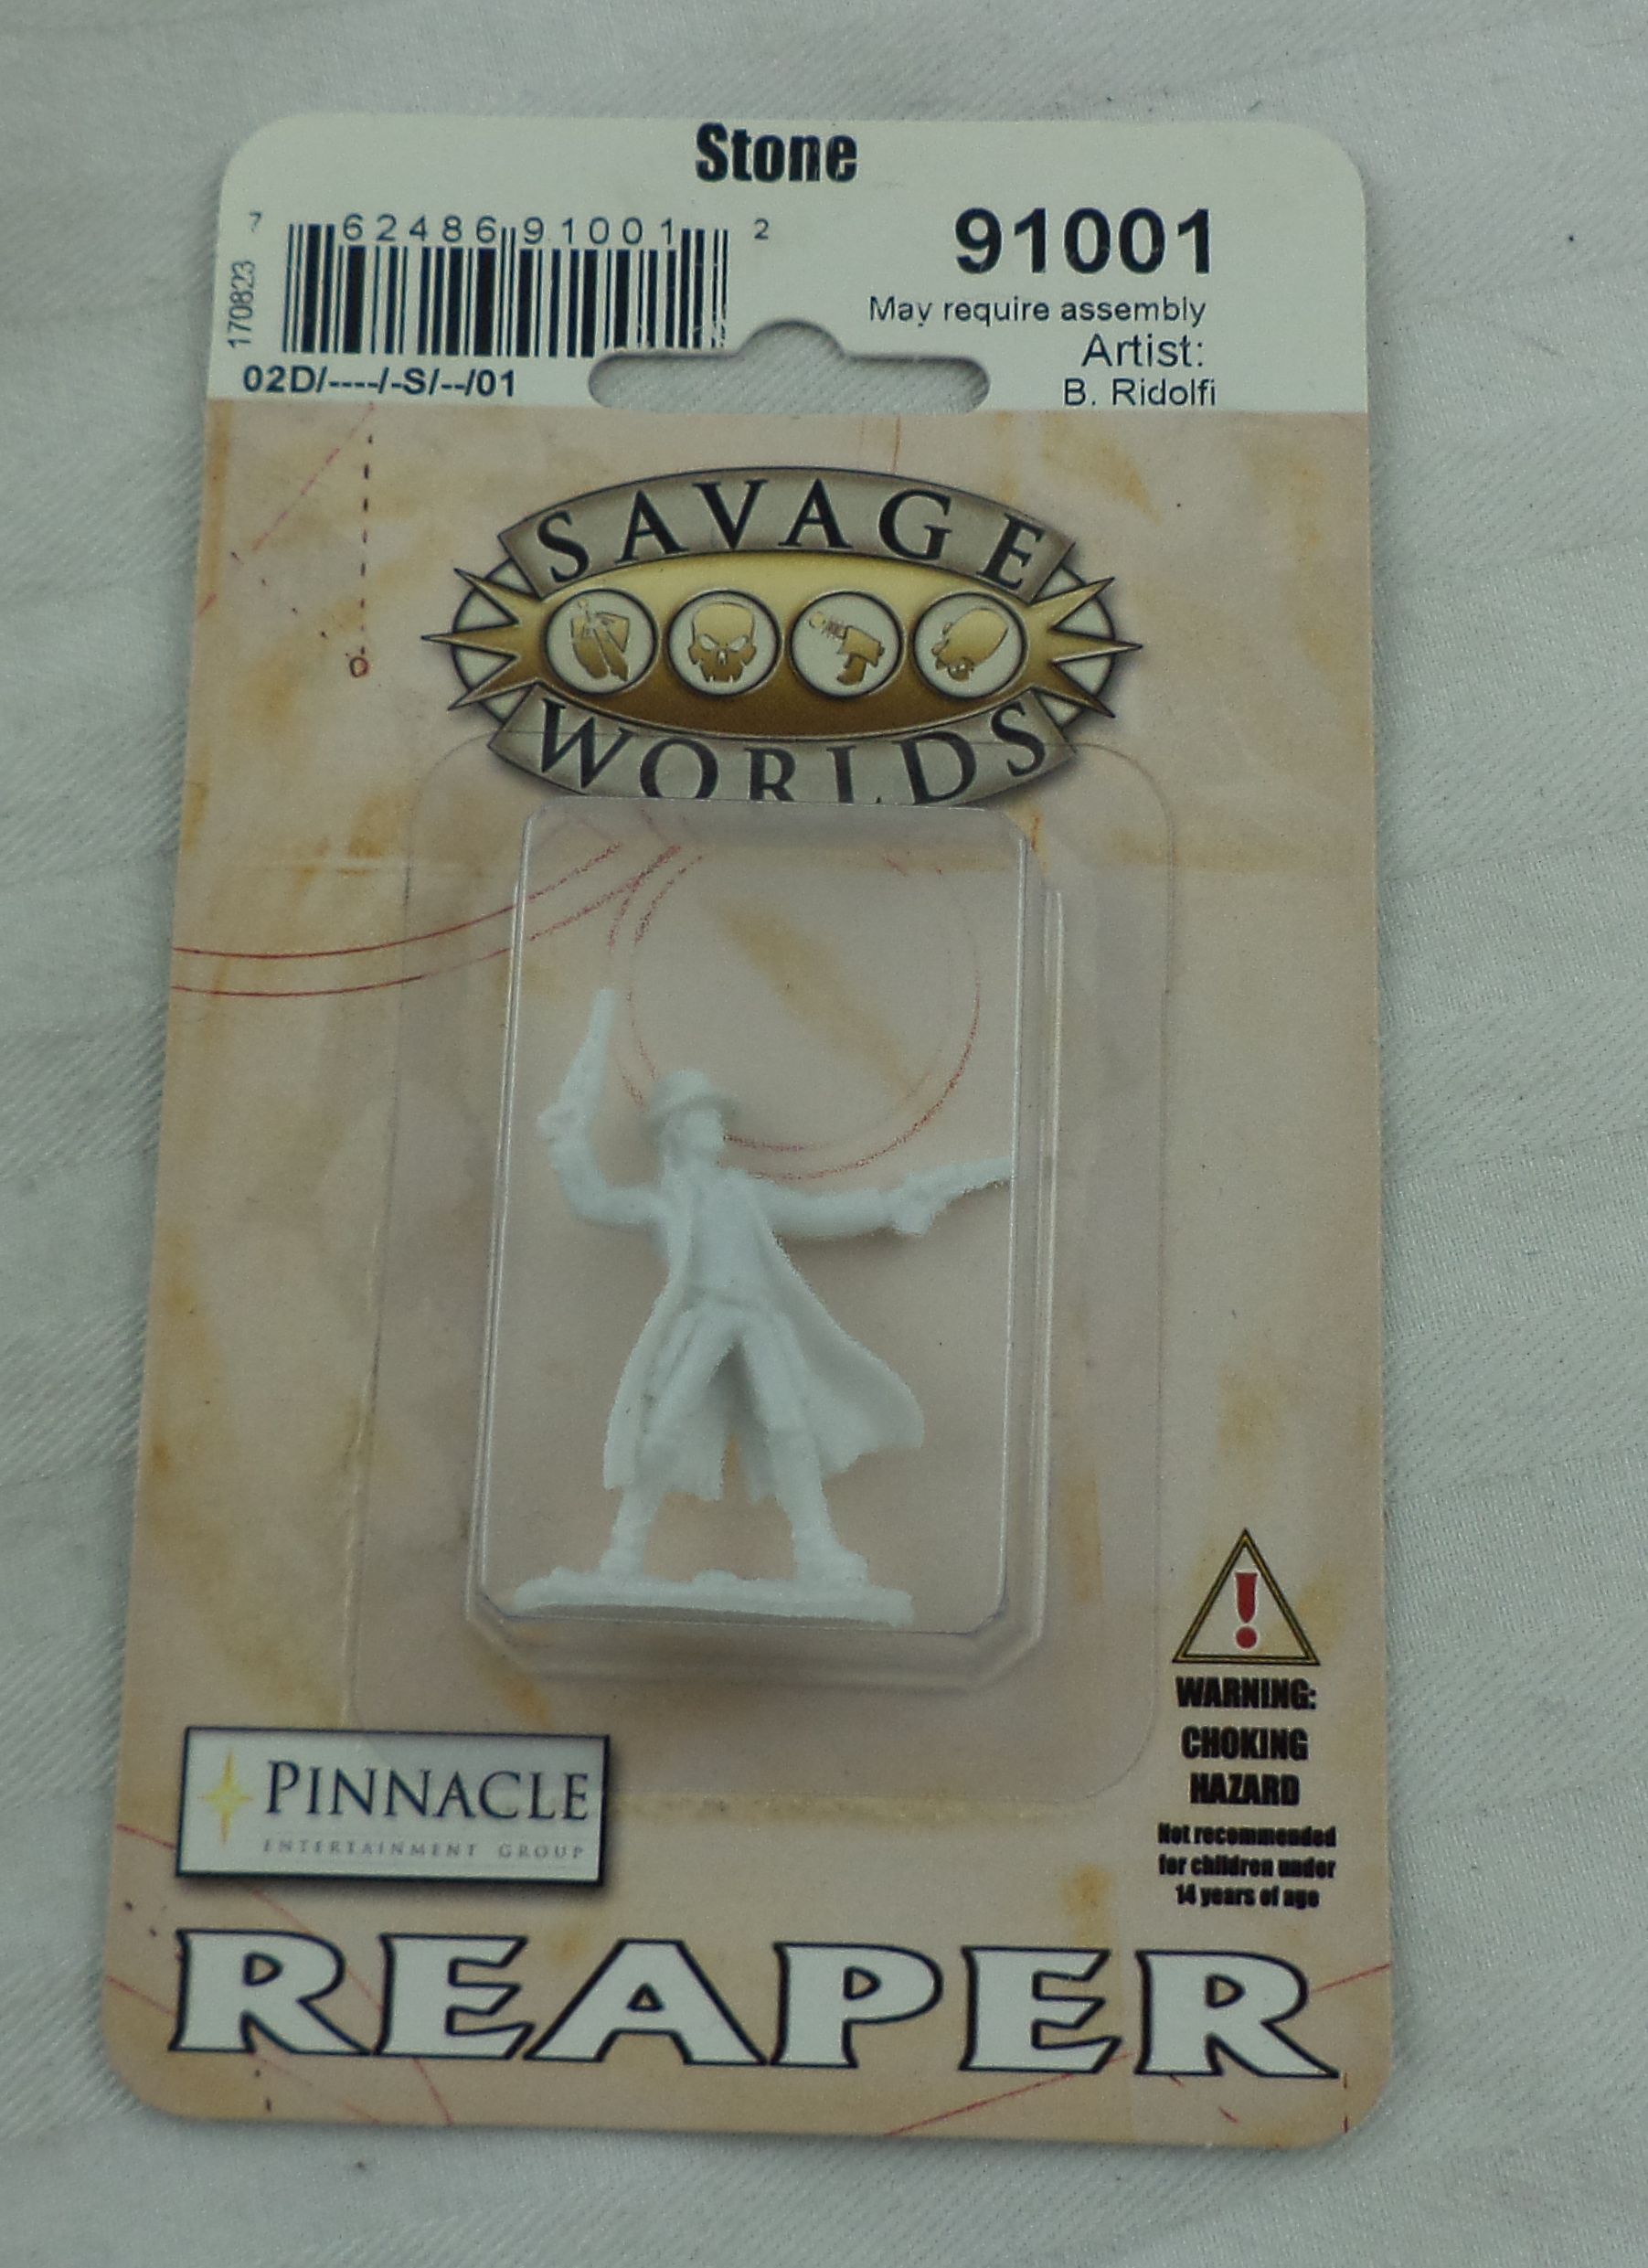 Stone
7 62486 91001 2
91001
170823
May require assembly
Artist:
02D/----/-S/--/01
B. Ridolfi
SAVAGE
WORLDS
WARNING:
CHOKING
HAZARD
Not recommended
for children under
14 years of age
PINNACLE
ENTERTAINMENT GROUP
REAPER